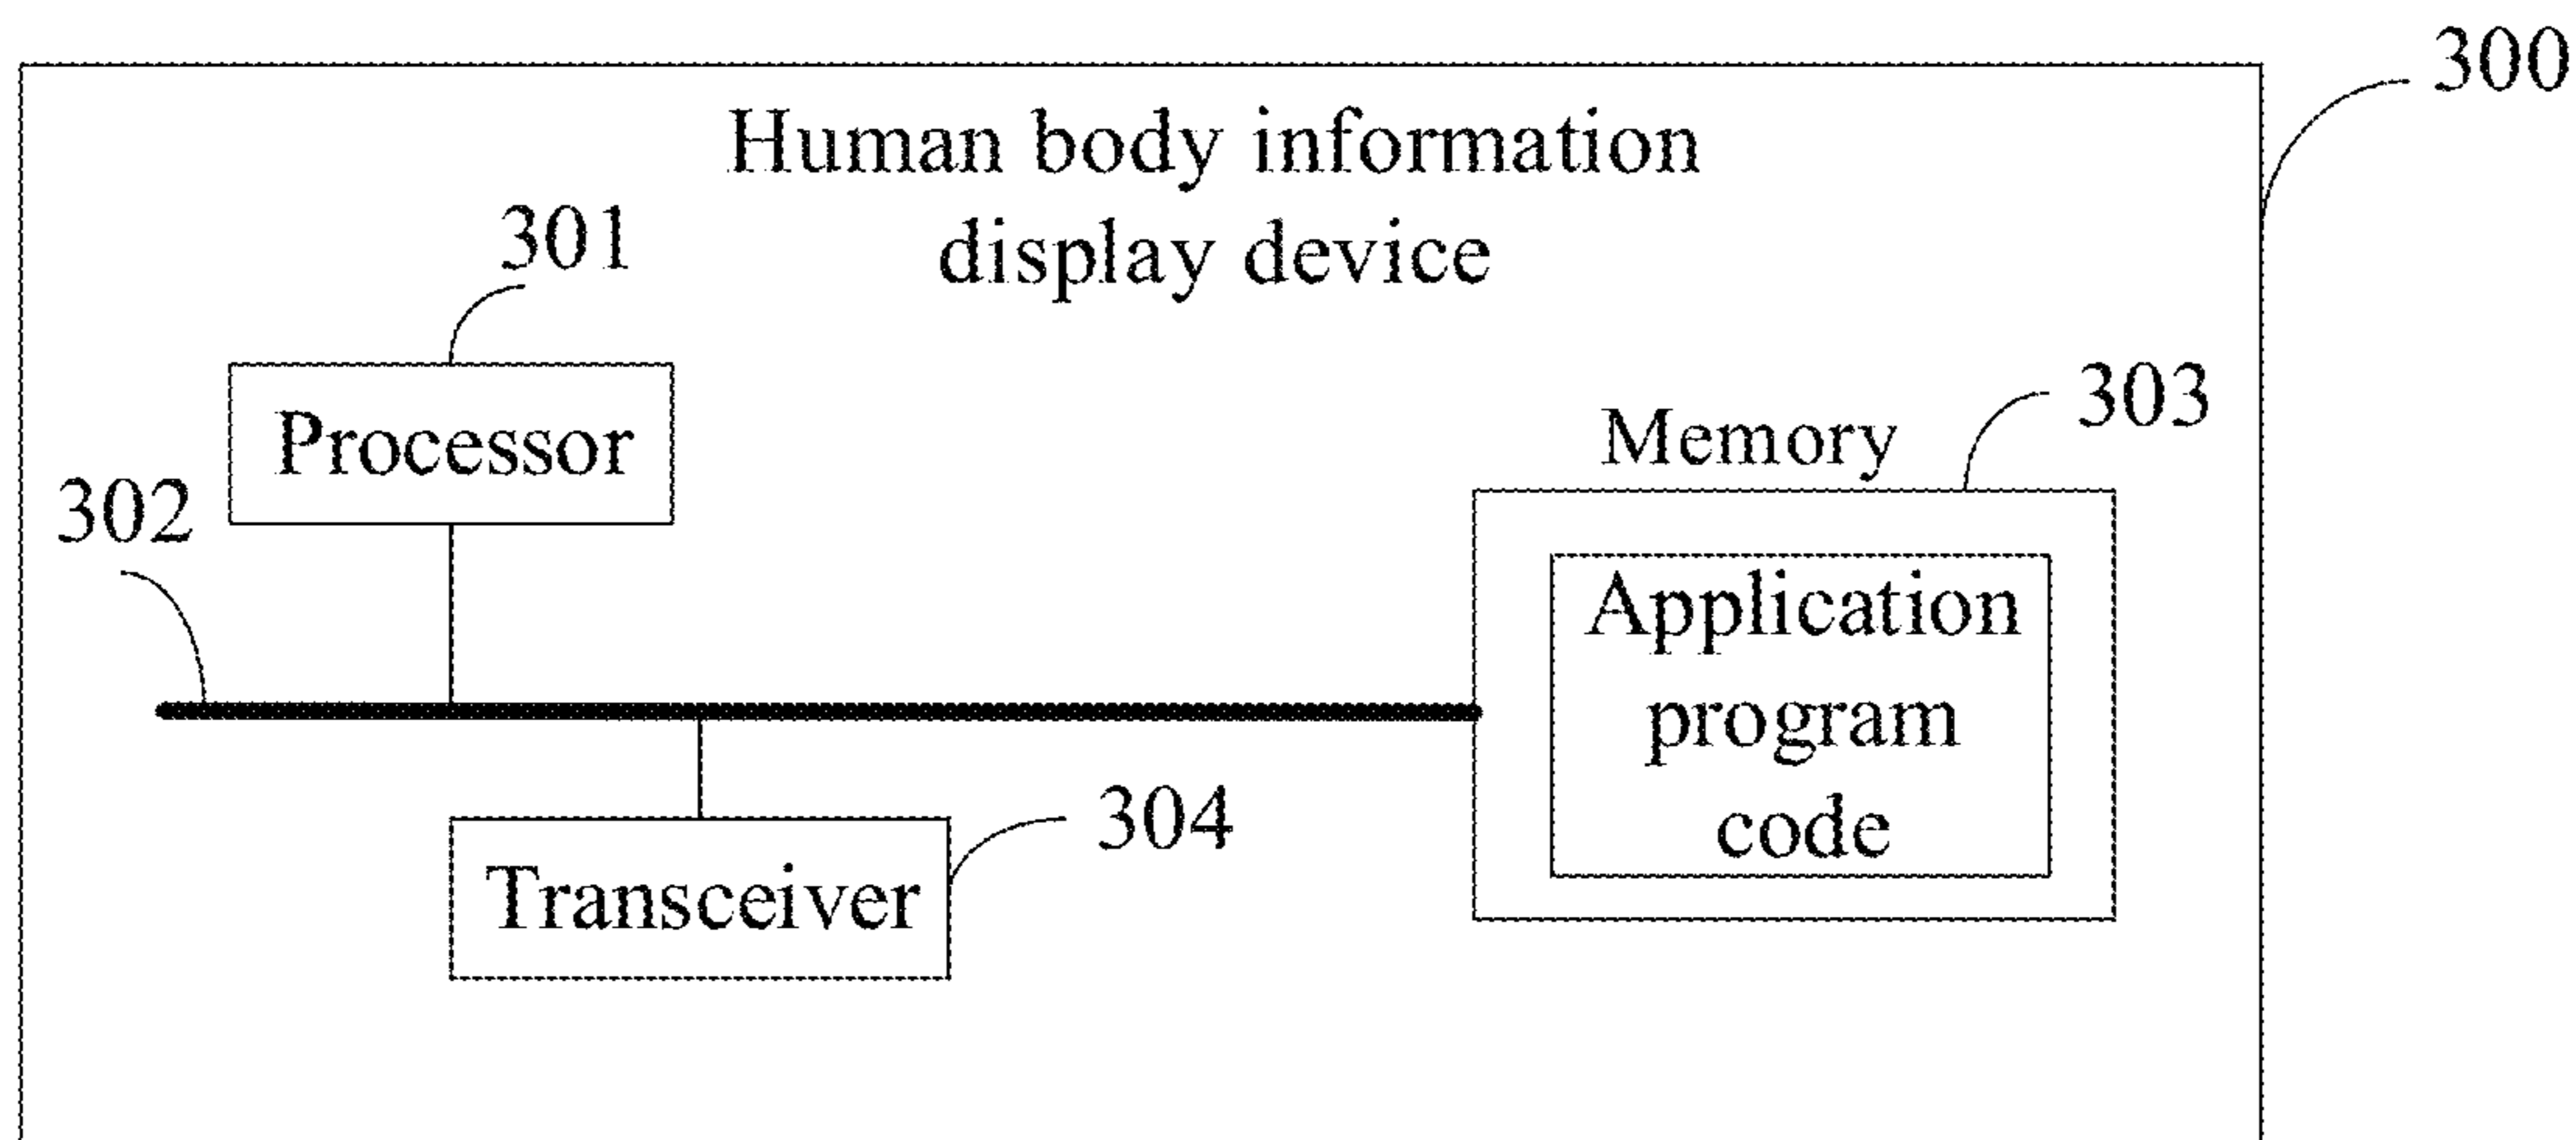 300
Human body information
display device
301
Processor
302
Memory
303
Application
program
code
304
Transceiver